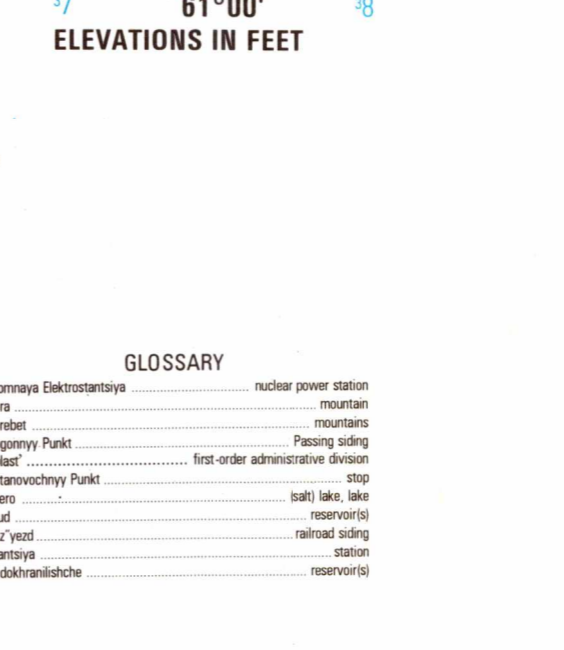 37 61°00' 38
ELEVATIONS IN FEET
GLOSSARY
omnaya Elektrostantsiya ........ nuclear power station
ra ........ mountain
rebet ........ mountains
gonnyy Punkt ........ Passing siding
last' ........ first-order administrative division
tanovochnyy Punkt ........ stop
ero ........ (salt) lake, lake
ud ........ reservoir(s)
z"yezd ........ railroad siding
antsiya ........ station
dokhranilishche ........ reservoir(s)